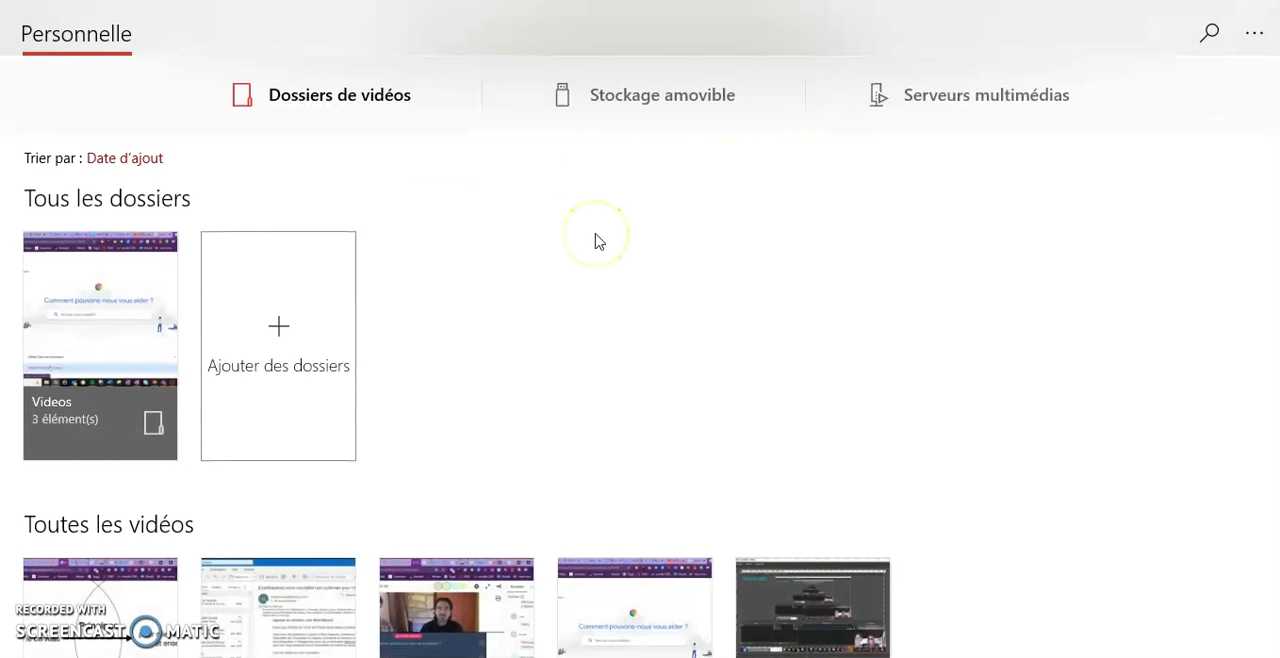 Personnelle
Dossiers de vidéos
Stockage amovible
Serveurs multimédias
Trier par : Date d'ajout
Tous les dossiers
Comment pouvons-nous vous aider ?
Videos
3 élément(s)
Ajouter des dossiers
Toutes les vidéos
Comment pouvons-nous vous aider ?
RECORDED WITH
SCREENCAST-O-MATIC